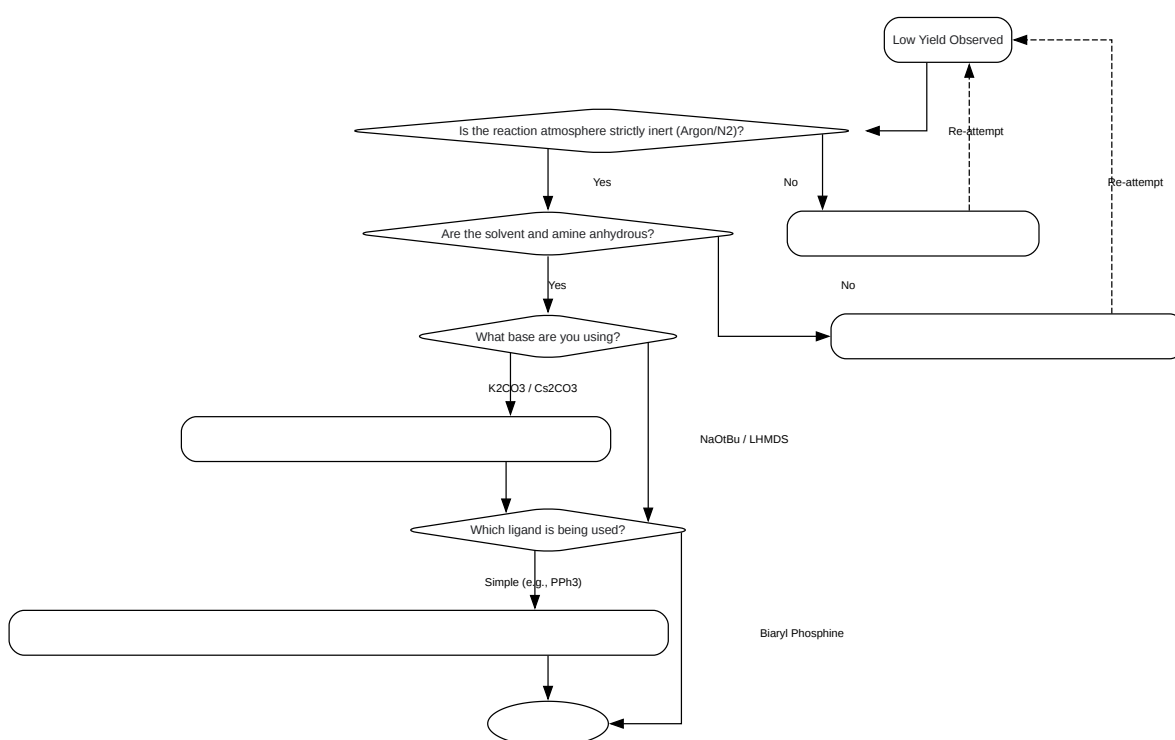 Low Yield Observed
Is the reaction atmosphere strictly inert (Argon/N2)?
Re-attempt
Yes
No
Re-attempt
Are the solvent and amine anhydrous?
Yes
No
What base are you using?
K2CO3 / Cs2CO3
NaOtBu / LHMDS
Which ligand is being used?
Simple (e.g., PPh3)
Biaryl Phosphine